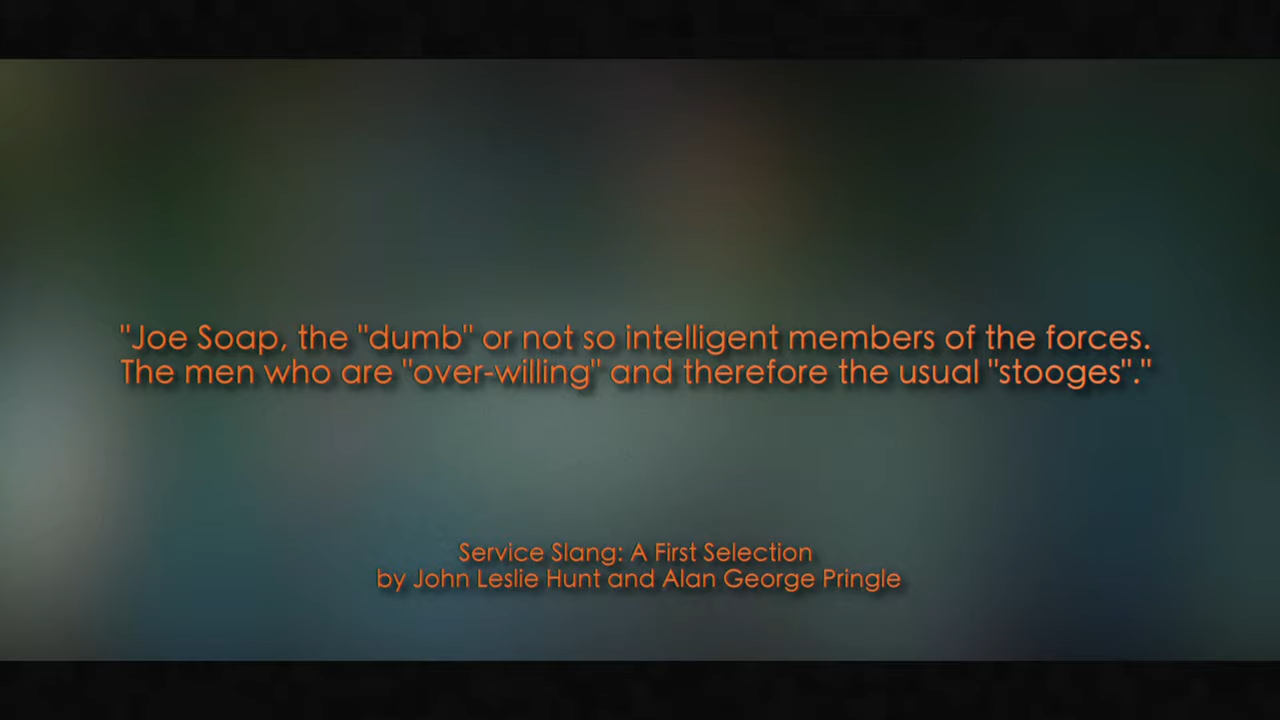 "Joe Soap, the "dumb" or not so intelligent members of the forces.
The men who are "over-willing" and therefore the usual "stooges"."
Service Slang: A First Selection
by John Leslie Hunt and Alan George Pringle